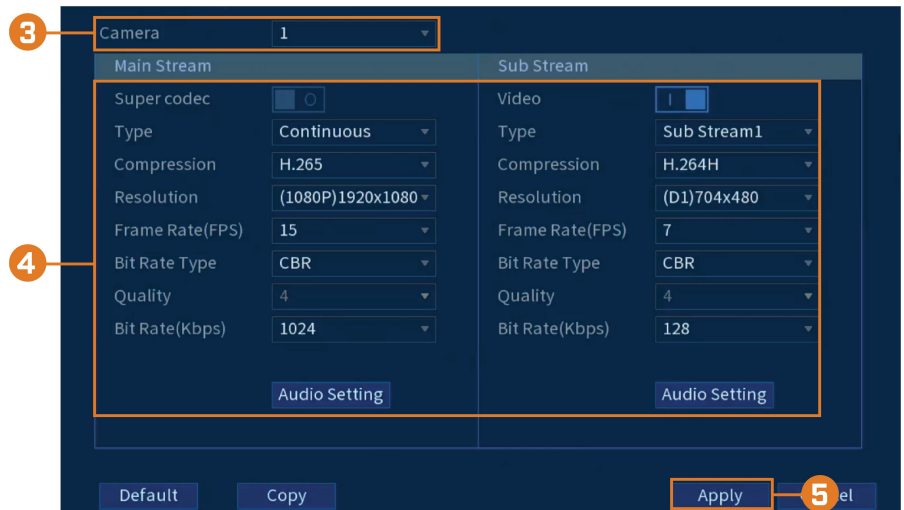 3 Camera 1
Main Stream Sub Stream
Super codec O Video I
Type Continuous Type Sub Stream1
Compression H.265 Compression H.264H
Resolution (1080P)1920x1080 Resolution (D1)704x480
Frame Rate(FPS) 15 Frame Rate(FPS) 7
4 Bit Rate Type CBR Bit Rate Type CBR
Quality 4 Quality 4
Bit Rate(Kbps) 1024 Bit Rate(Kbps) 128
Audio Setting Audio Setting
Default Copy Apply 5 el